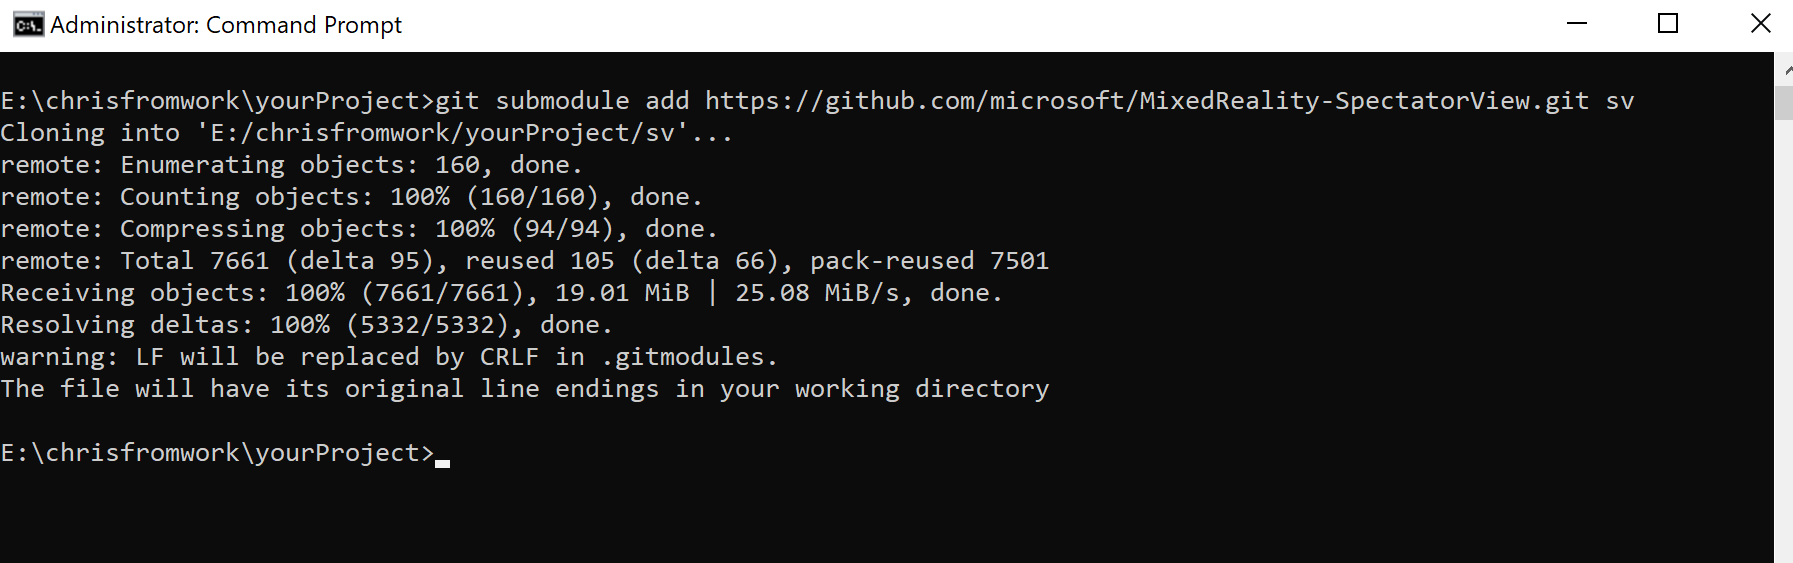 Administrator: Command Prompt
E:\chrisfromwork\yourProject>git submodule add https://github.com/microsoft/MixedReality-SpectatorView.git sv
Cloning into 'E:/chrisfromwork/yourProject/sv'...
remote: Enumerating objects: 160, done.
remote: Counting objects: 100% (160/160), done.
remote: Compressing objects: 100% (94/94), done.
remote: Total 7661 (delta 95), reused 105 (delta 66), pack-reused 7501
Receiving objects: 100% (7661/7661), 19.01 MiB | 25.08 MiB/s, done.
Resolving deltas: 100% (5332/5332), done.
warning: LF will be replaced by CRLF in .gitmodules.
The file will have its original line endings in your working directory
E:\chrisfromwork\yourProject>